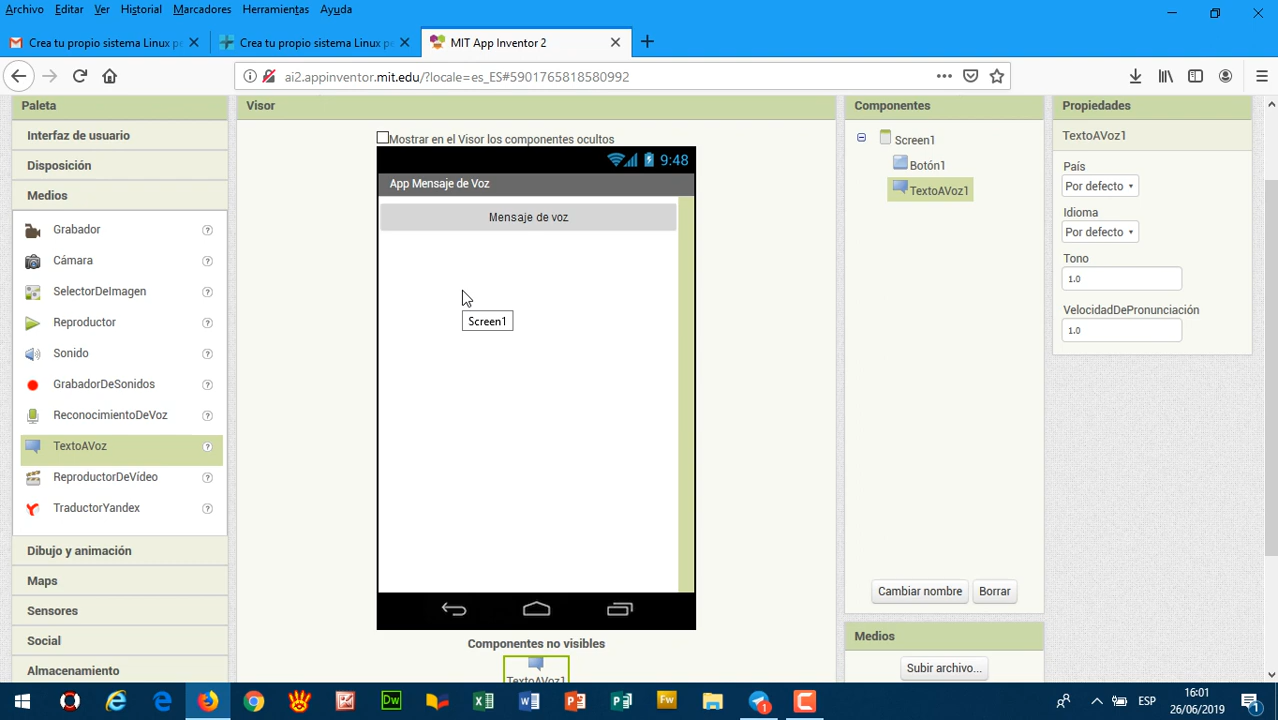 Archivo Editar Ver Historial Marcadores Herramientas Ayuda
Crea tu propio sistema Linux p
Crea tu propio sistema Linux p
MIT App Inventor 2
ai2.appinventor.mit.edu/?locale=es_ES#5901765818580992
Paleta
Interfaz de usuario
Disposición
Medios
Grabador
Cámara
SelectorDeImagen
Reproductor
Sonido
GrabadorDeSonidos
ReconocimientoDeVoz
TextoAVoz
ReproductorDeVídeo
TraductorYandex
Dibujo y animación
Maps
Sensores
Social
Almacenamiento
Visor
Mostrar en el Visor los componentes ocultos
9:48
App Mensaje de Voz
Mensaje de voz
Screen1
Componentes no visibles
TextoAVoz1
Componentes
Screen1
Botón1
TextoAVoz1
Cambiar nombre Borrar
Medios
Subir archivo...
Propiedades
TextoAVoz1
País
Por defecto
Idioma
Por defecto
Tono
1.0
VelocidadDePronunciación
1.0
Dw
Fw
1
ESP
16:01
26/06/2019
1